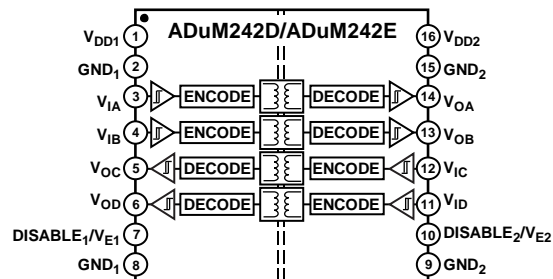 ADuM242D/ADuM242E
VDD1 1 16 VDD2
GND1 2 15 GND2
VIA 3 ENCODE DECODE 14 VOA
VIB 4 ENCODE DECODE 13 VOB
VOC 5 DECODE ENCODE 12 VIC
VOD 6 DECODE ENCODE 11 VID
DISABLE1/VE1 7 10 DISABLE2/VE2
GND1 8 9 GND2